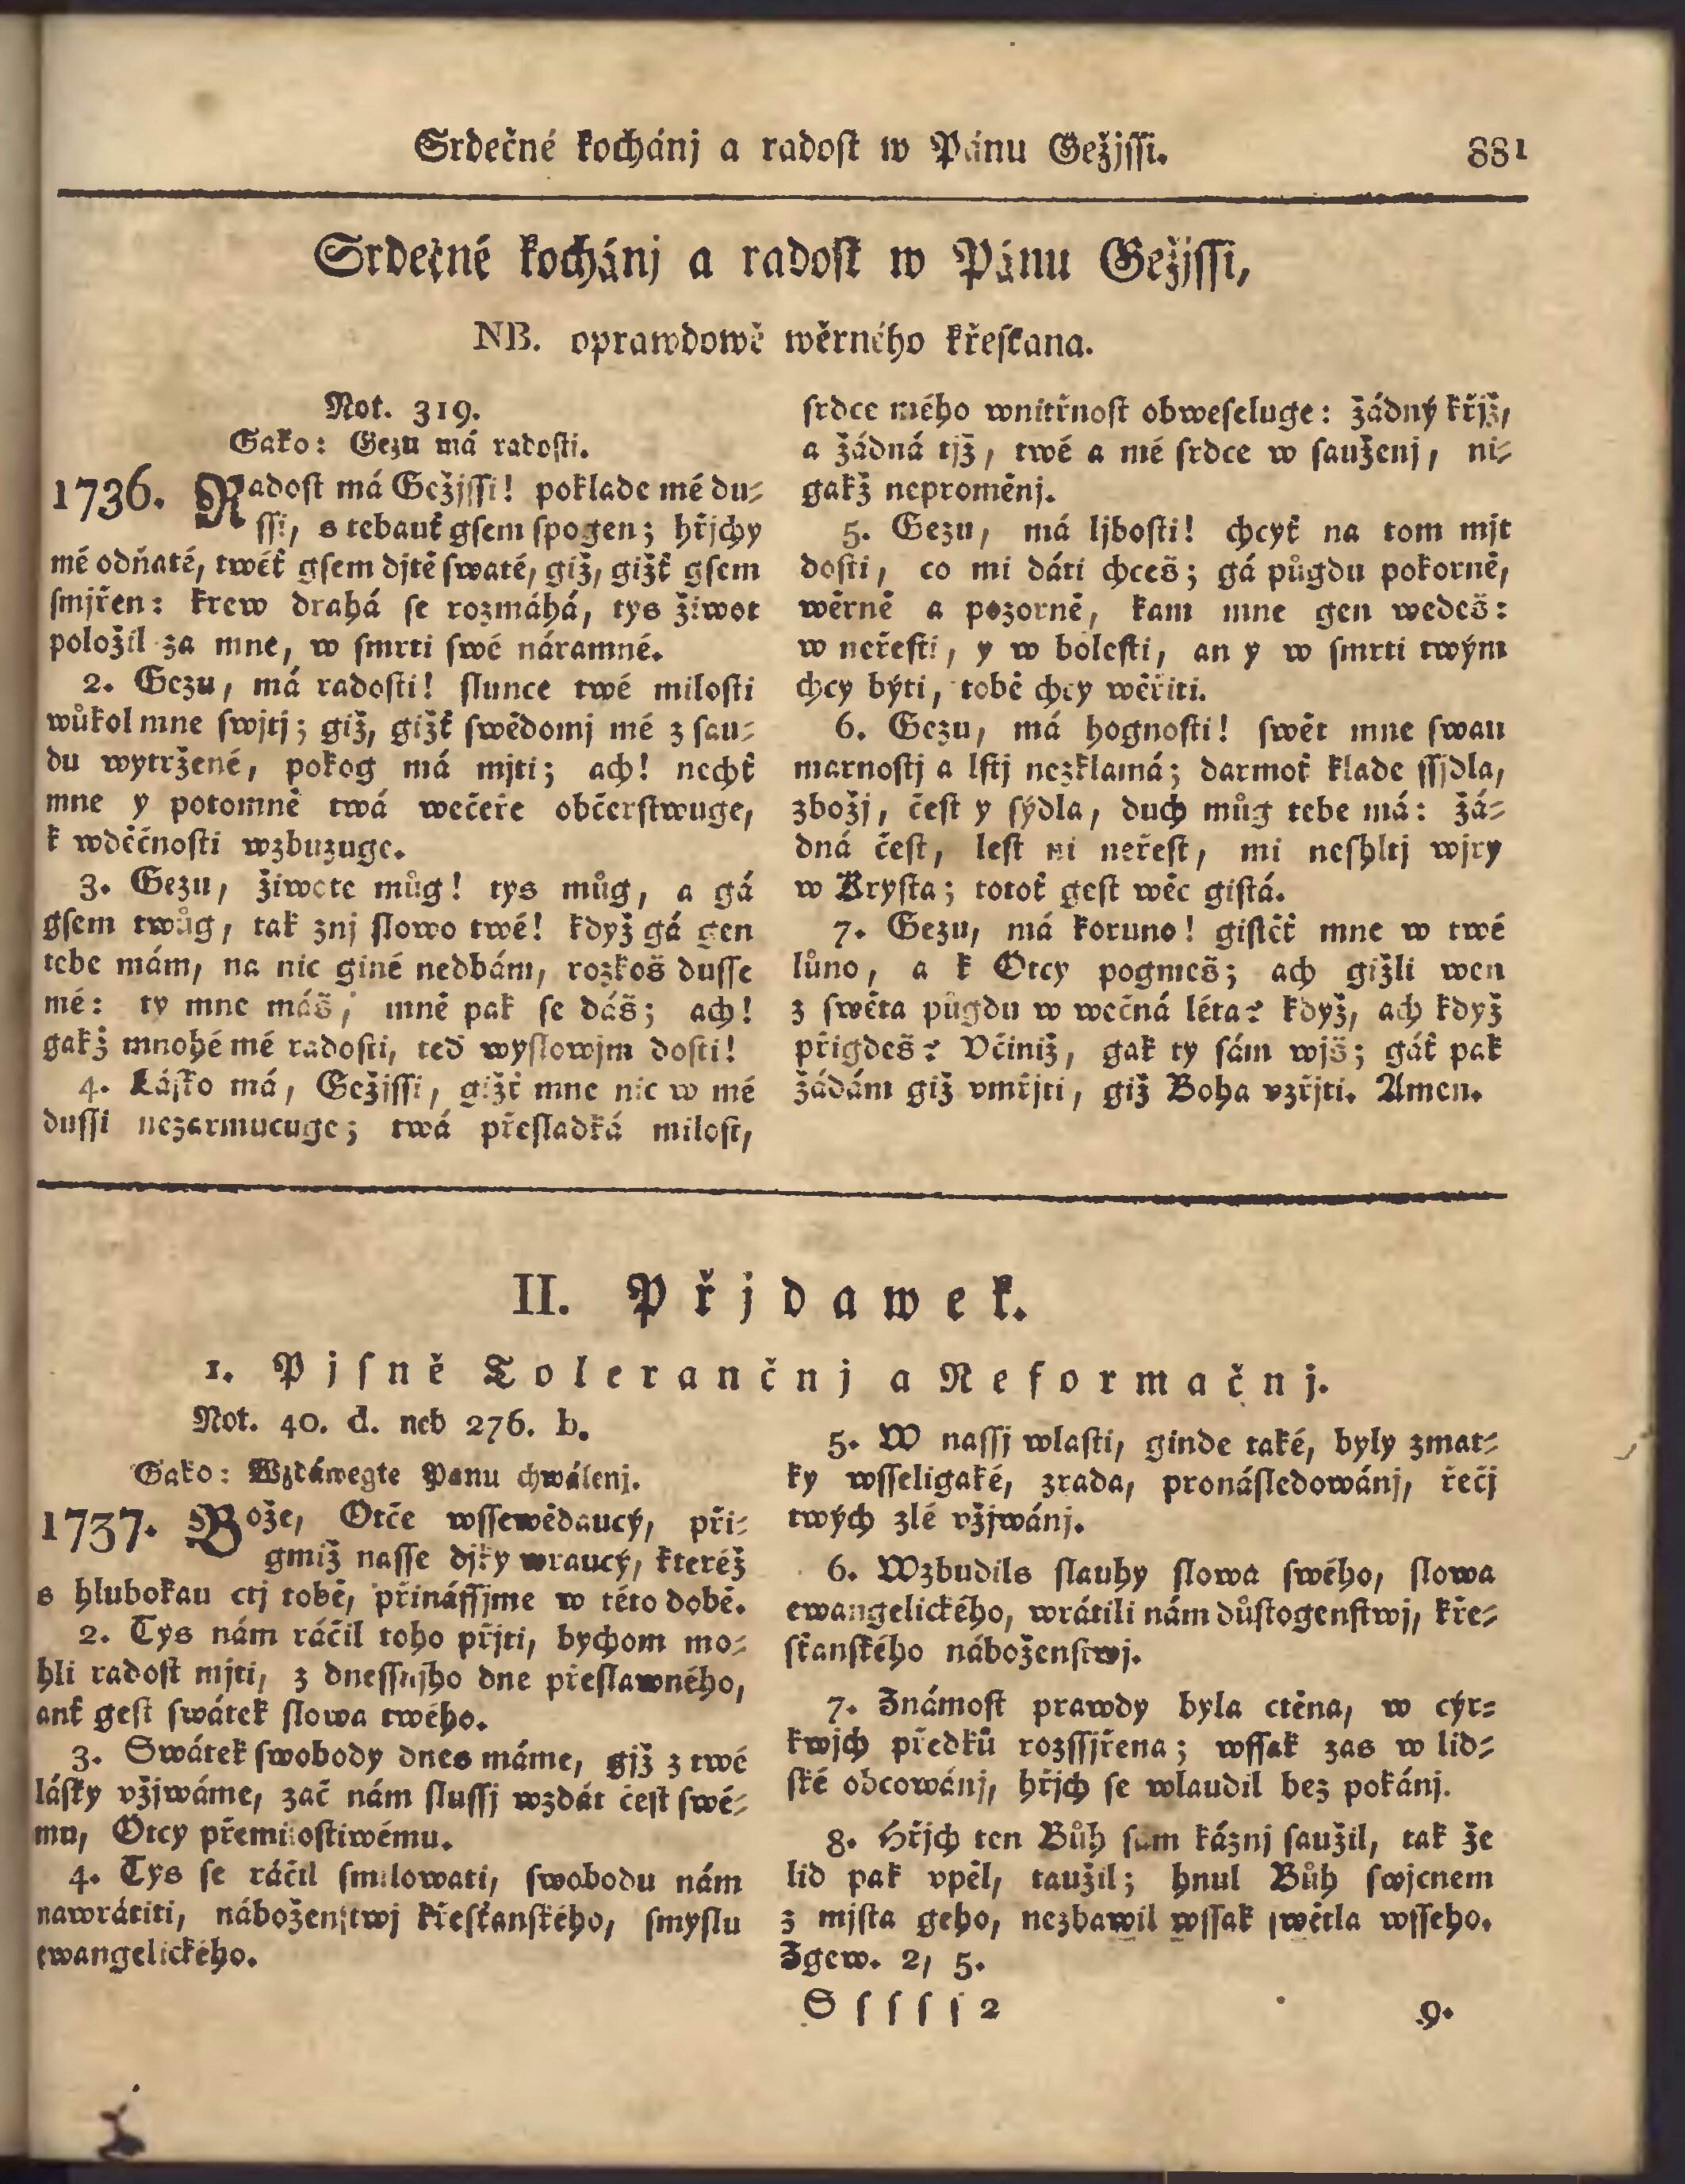 Srdečné kochánj a radoſt w Pánu Gežjſſi. 881
Srdečné kochánj a radoſt w Pánu Gežjſſi,
NB. oprawdowě wěrného křeſťana.
Not. 319.
Gako: Gezu má radoſti.
1736. Radoſt má Gežjſſi! poklade mé du⸗
ſſi, s tebauť gſem ſpogen; hřjchy
mé odňaté, twéť gſem djtě ſwaté, giž, gižť gſem
ſmjřen: krew drahá ſe rozmáhá, tys žiwot
položil za mne, w ſmrti ſwé náramné.
2. Gezu, má radoſti! ſlunce twé miloſti
wůkol mne ſwjtj; giž, gižť ſwědomj mé z ſau⸗
du wytržené, pokog má mjti; ach! nechť
mne y potomně twá wečeře občerſtwuge,
k wděčnoſti wzbuzuge.
3. Gezu, žiwote můg! tys můg, a gá
gſem twůg, tak znj ſlowo twé! když gá gen
tebe mám, na nic giné nedbám, rozkoš duſſe
mé: ty mne máš, mně pak ſe dáš; ach!
gakž mnohé mé radoſti, teď wyſlowjm doſti!
4. Láſko má, Gežiſſi, gižť mne nic w mé
duſſi nezarmucuge; twá přeſladká miloſt,
ſrdce mého wnitřnoſt obweſeluge: žádný křjž,
a žádná tjž, twé a mé ſrdce w ſauženj, ni⸗
gakž neproměnj.
5. Gezu, má ljboſti! chcyť na tom mjt
doſti, co mi dáti chceš; gá půgdu pokorně,
wěrně a pozorně, kam mne gen wedeš:
w neřeſti, y w boleſti, an y w ſmrti twým
chcy býti, tobě chcy wěřiti.
6. Gezu, má hognoſti! ſwět mne ſwau
marnoſtj a lſtj nezklamá; darmoť klade ſſjdla,
zbožj, čeſt y ſýdla, duch můg tebe má: žá⸗
dná čeſt, leſt ni neřeſt, mi neſhltj wjry
w Kryſta; totoť geſt wěc giſtá.
7. Gezu, má koruno! giſtěť mne w twé
lůno, a k Otcy pogmeš; ach gižli wen
z ſwěta půgdu w wečná léta? když, ach když
přigdeš? Včiniž, gak ty ſám wjš; gáť pak
žádám giž vmřjti, giž Boha vzřjti. Amen.
II. Přjdawek.
1. Pjſně Tolerančnj a Reformačnj.
Not. 40. d. neb 276. b.
Gako: Wzdáwegte Panu chwálenj.
1737. Bože, Otče wſſewědaucý, při⸗
gmiž naſſe djky wraucý, kteréž
s hlubokau ctj tobě, přináſſjme w této době.
2. Tys nám ráčil toho přjti, bychom mo⸗
hli radoſt mjti, z dneſſnjho dne přeſlawného,
anť geſt ſwátek ſlowa twého.
3. Swátek ſwobody dnes máme, gjž z twé
láſky vžjwáme, zač nám ſluſſj wzdát čeſt ſwé⸗
mu, Otcy přemiloſtiwému.
4. Tys ſe ráčil ſmilowati, ſwobodu nám
nawrátiti, náboženſtwj křeſťanſkého, ſmyſlu
ewangelického.
5. W naſſj wlaſti, ginde také, byly zmat⸗
ky wſſeligaké, zrada, pronáſledowánj, řečj
twých zlé vžjwánj.
6. Wzbudils ſlauhy ſlowa ſwého, ſlowa
ewangelického, wrátili nám důſtogenſtwj, kře⸗
ſťanſkého náboženſtwj.
7. Známoſt prawdy byla ctěna, w cýr⸗
kwjch předků rozſſjřena; wſſak zas w lid⸗
ſké obcowánj, hřjch ſe wlaudil bez pokánj.
8. Hřjch ten Bůh ſám káznj ſaužil, tak že
lid pak vpěl, taužil; hnul Bůh ſwjcnem
z mjſta geho, nezbawil wſſak ſwětla wſſeho.
Zgew. 2, 5.
S ſ ſ ſ ſ 2 9.